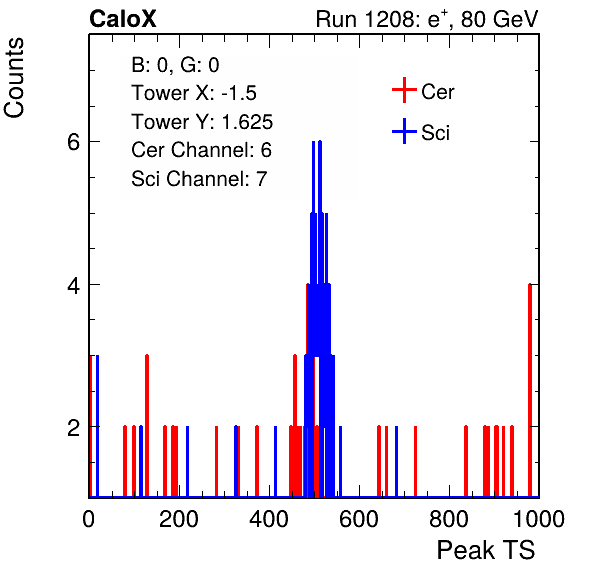 CaloX Run 1208: e+, 80 GeV
Counts
B: 0, G: 0
Tower X: -1.5
Tower Y: 1.625
Cer Channel: 6
Sci Channel: 7
Cer
Sci
6
4
2
0 200 400 600 800 1000
Peak TS